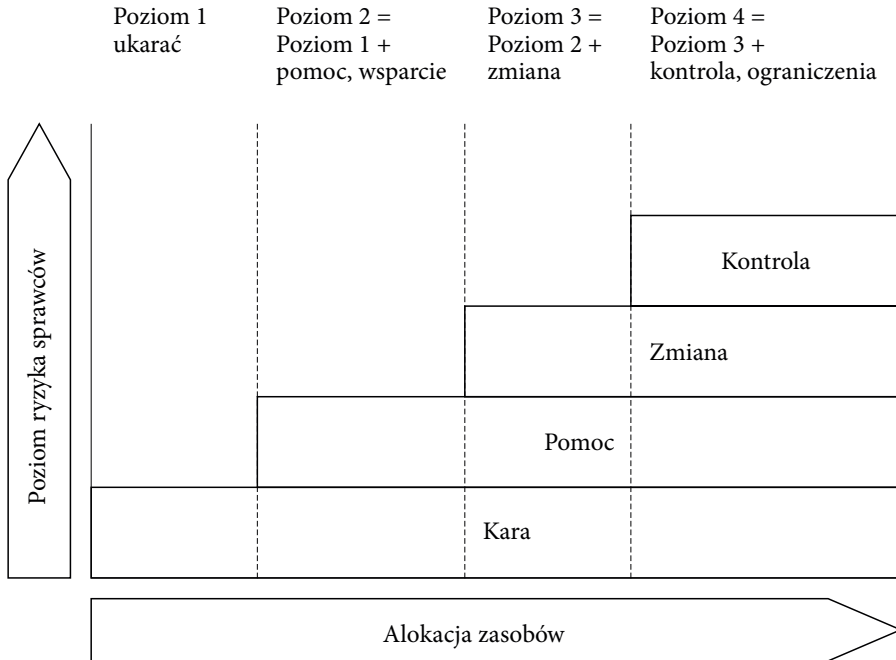 Poziom 1
ukarać
Poziom 2 =
Poziom 1 +
pomoc, wsparcie
Poziom 3 =
Poziom 2 +
zmiana
Poziom 4 =
Poziom 3 +
kontrola, ograniczenia
Poziom ryzyka sprawców
Kontrola
Zmiana
Pomoc
Kara
Alokacja zasobów